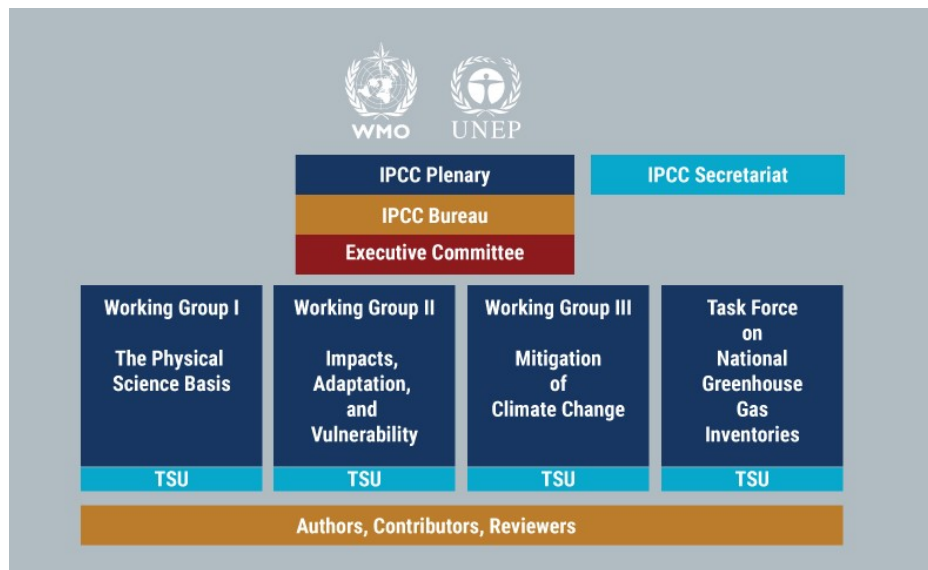 WMO
UNEP
IPCC Plenary
IPCC Secretariat
IPCC Bureau
Executive Committee
Working Group I
The Physical
Science Basis
TSU
Working Group II
Impacts,
Adaptation,
and
Vulnerability
TSU
Working Group III
Mitigation
of
Climate Change
TSU
Task Force
on
National
Greenhouse
Gas
Inventories
TSU
Authors, Contributors, Reviewers